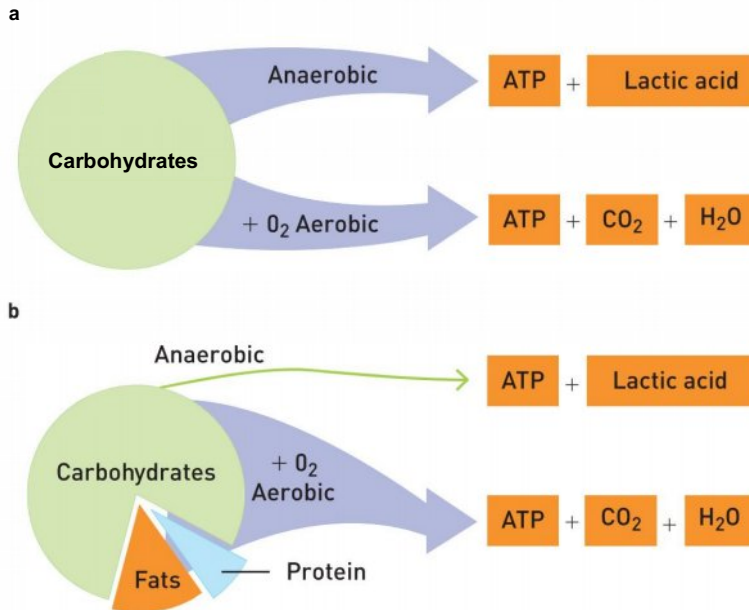 a
Anaerobic
ATP + Lactic acid
Carbohydrates
+ O₂ Aerobic
ATP + CO₂ + H₂O
b
Anaerobic
ATP + Lactic acid
Carbohydrates
+ O₂
Aerobic
ATP + CO₂ + H₂O
Fats
Protein